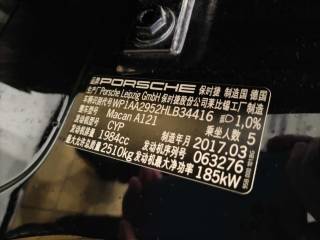 品牌 PORSCHE 保时捷 制造国 德国
生产厂 Porsche Leipzig GmbH 保时捷股份公司莱比锡工厂制造
车辆识别代号 WP1AA2952HLB34416 1,0%
车辆型号 Macan A121 乘坐人数 5
发动机型号 CYP 制造年月 2017.03
发动机排量 1984cc 063276
最大允许总质量 2510kg 发动机最大净功率 185kW